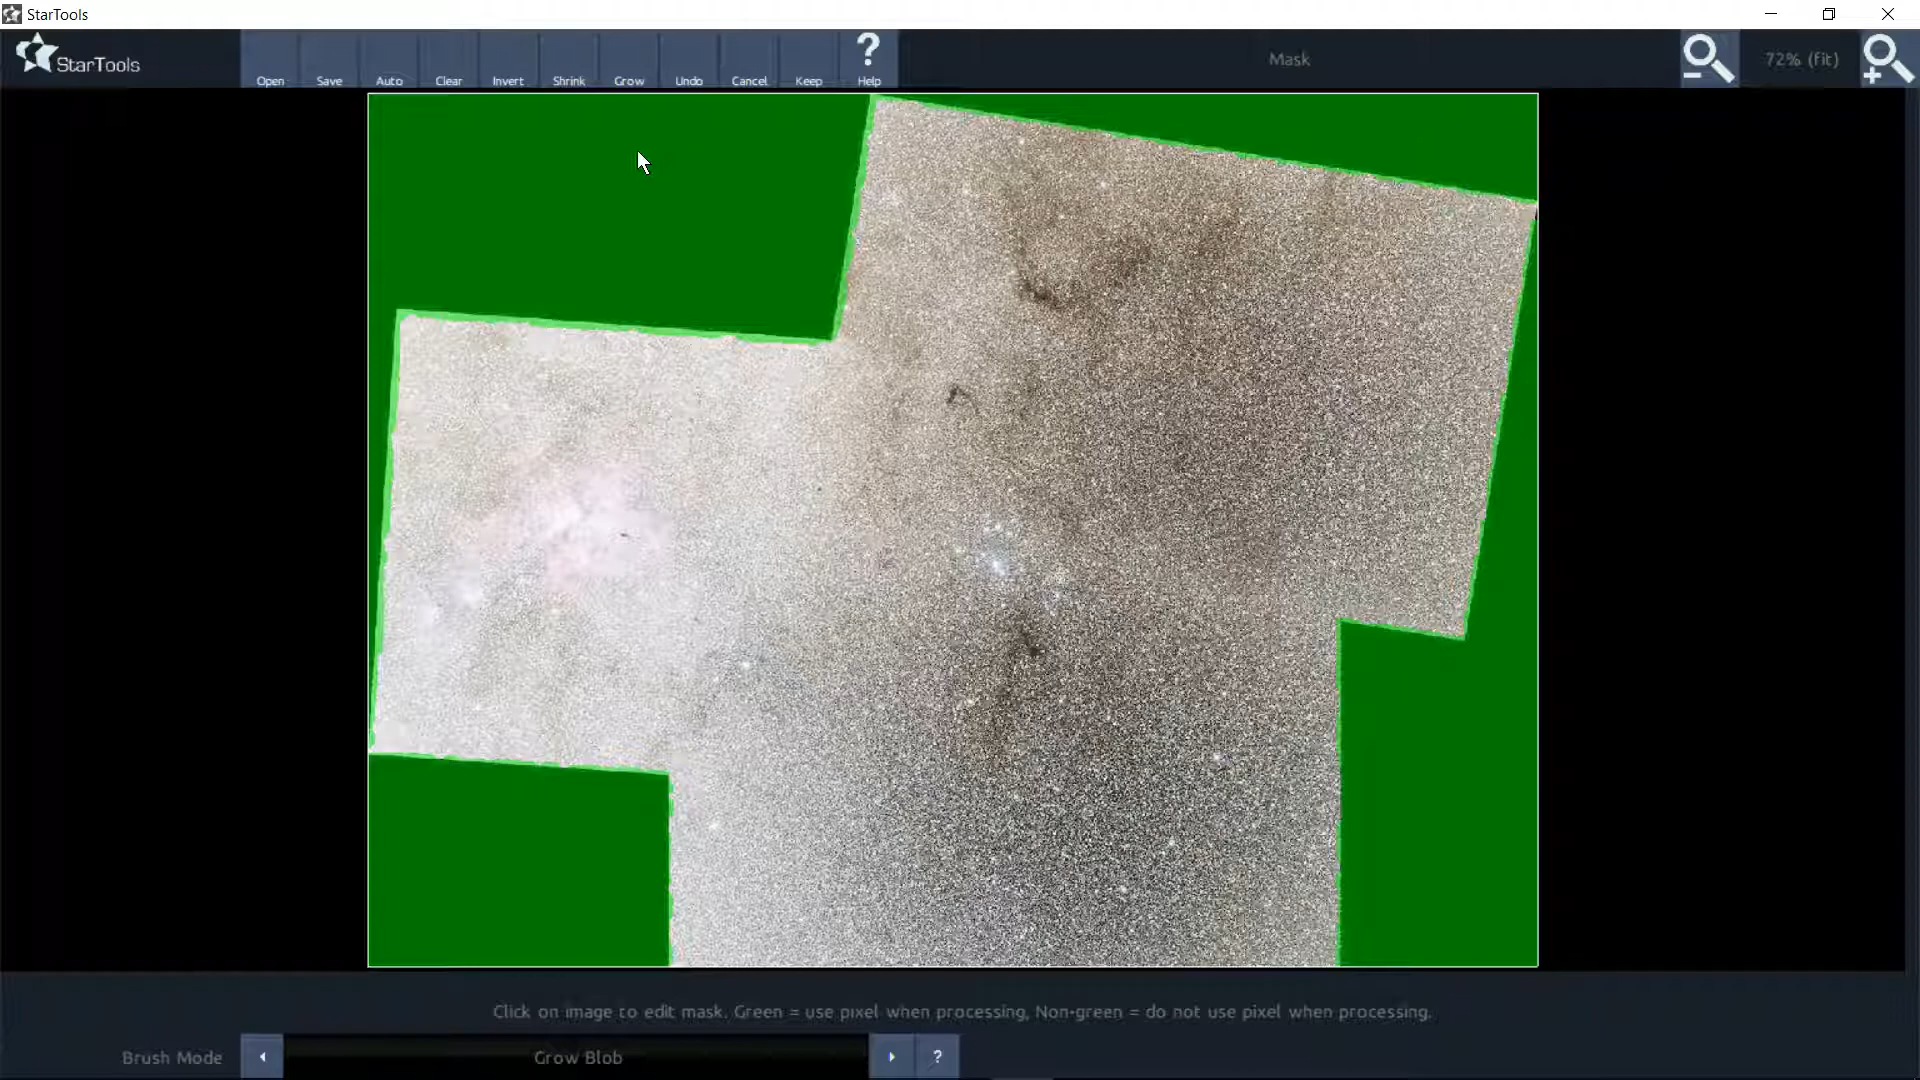 StarTools
StarTools
Open Save Auto Clear Invert Shrink Grow Undo Cancel Keep ? Help
Mask
72% (fit)
Click on image to edit mask. Green = use pixel when processing, Non-green = do not use pixel when processing.
Brush Mode Grow Blob ?